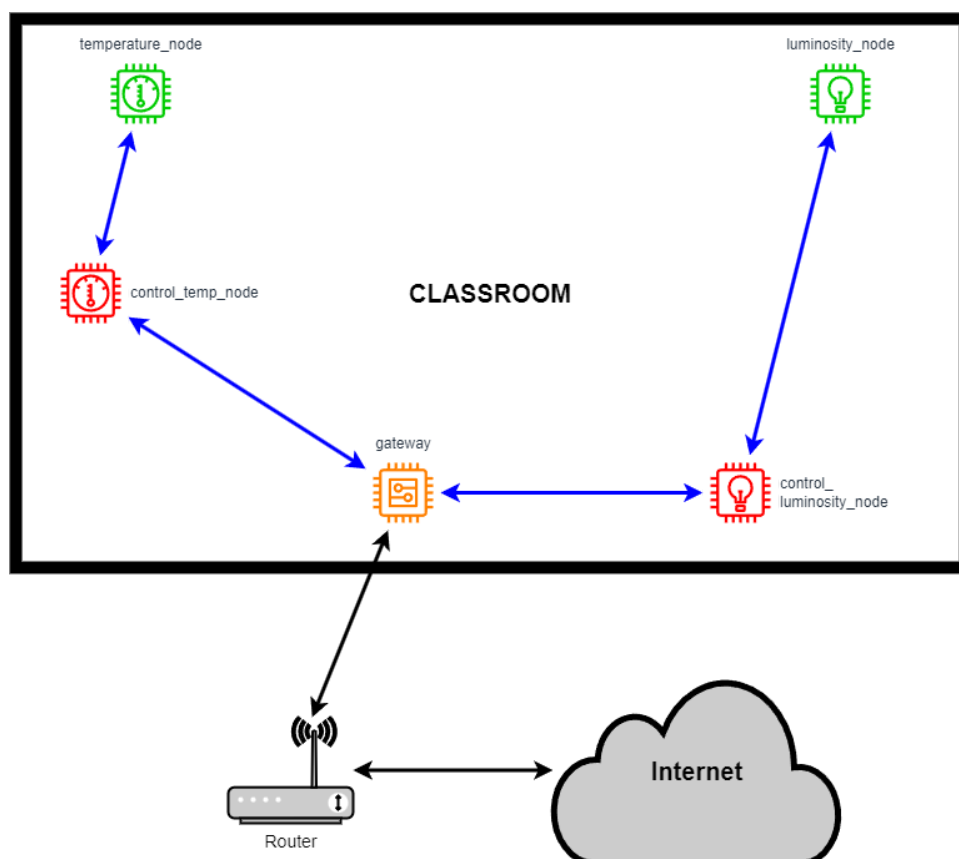 temperature_node
luminosity_node
control_temp_node
CLASSROOM
gateway
control_
luminosity_node
Internet
Router